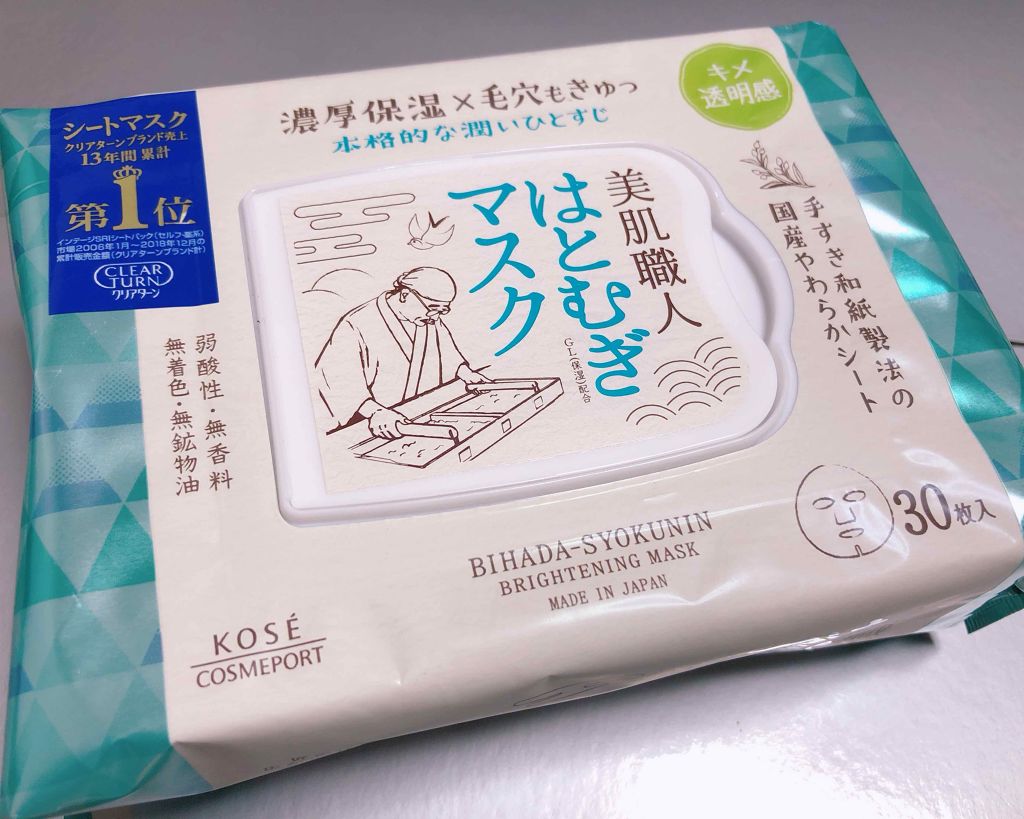 シートマスク
クリアターンブランド売上
13年間 累計
第1位
インテージSRIシートパック(セルフ-薬系)
市場2006年1月〜2018年12月の
累計販売金額(クリアターンブランド計)
CLEAR
TURN
クリアターン
濃厚保湿×毛穴もきゅっ
本格的な潤いひとすじ
キメ
透明感
美肌職人
はとむぎ
マスク
GL(保湿)配合
手すき和紙製法の
国産やわらかシート
弱酸性・無香料
無着色・無鉱物油
30枚入
BIHADA-SYOKUNIN
BRIGHTENING MASK
MADE IN JAPAN
KOSÉ
COSMEPORT